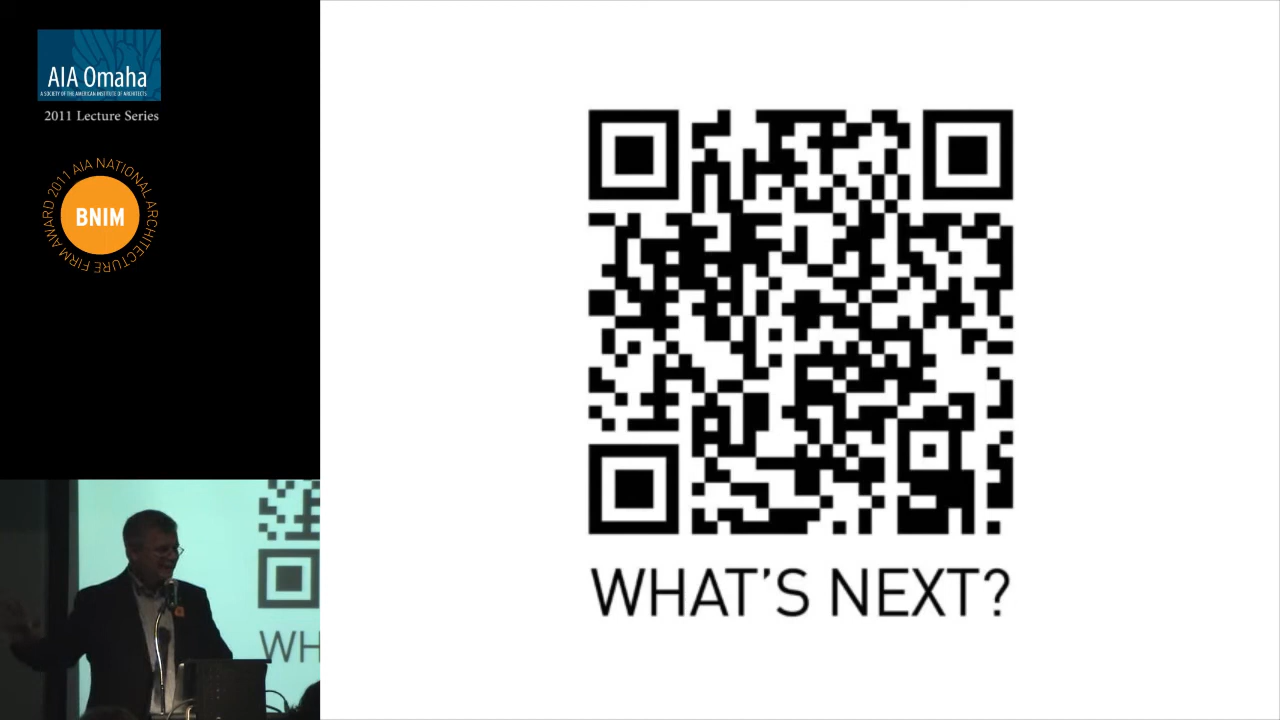 AIA Omaha
A SOCIETY OF THE AMERICAN INSTITUTE OF ARCHITECTS
2011 Lecture Series
2011 AIA NATIONAL ARCHITECTURE FIRM AWARD
BNIM
WHAT'S NEXT?
WH